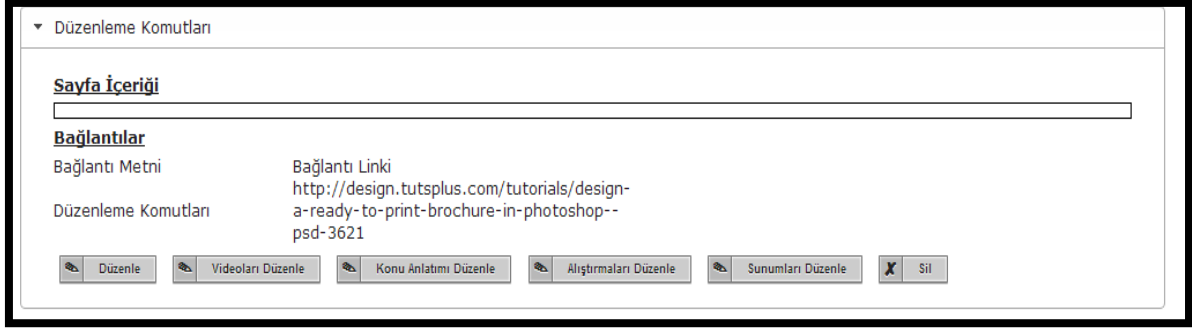 Düzenleme Komutları
Sayfa İçeriği
Bağlantılar
Bağlantı Metni Bağlantı Linki
Düzenleme Komutları http://design.tutsplus.com/tutorials/design-
a-ready-to-print-brochure-in-photoshop--
psd-3621
Düzenle Videoları Düzenle Konu Anlatımı Düzenle Alıştırmaları Düzenle Sunumları Düzenle Sil